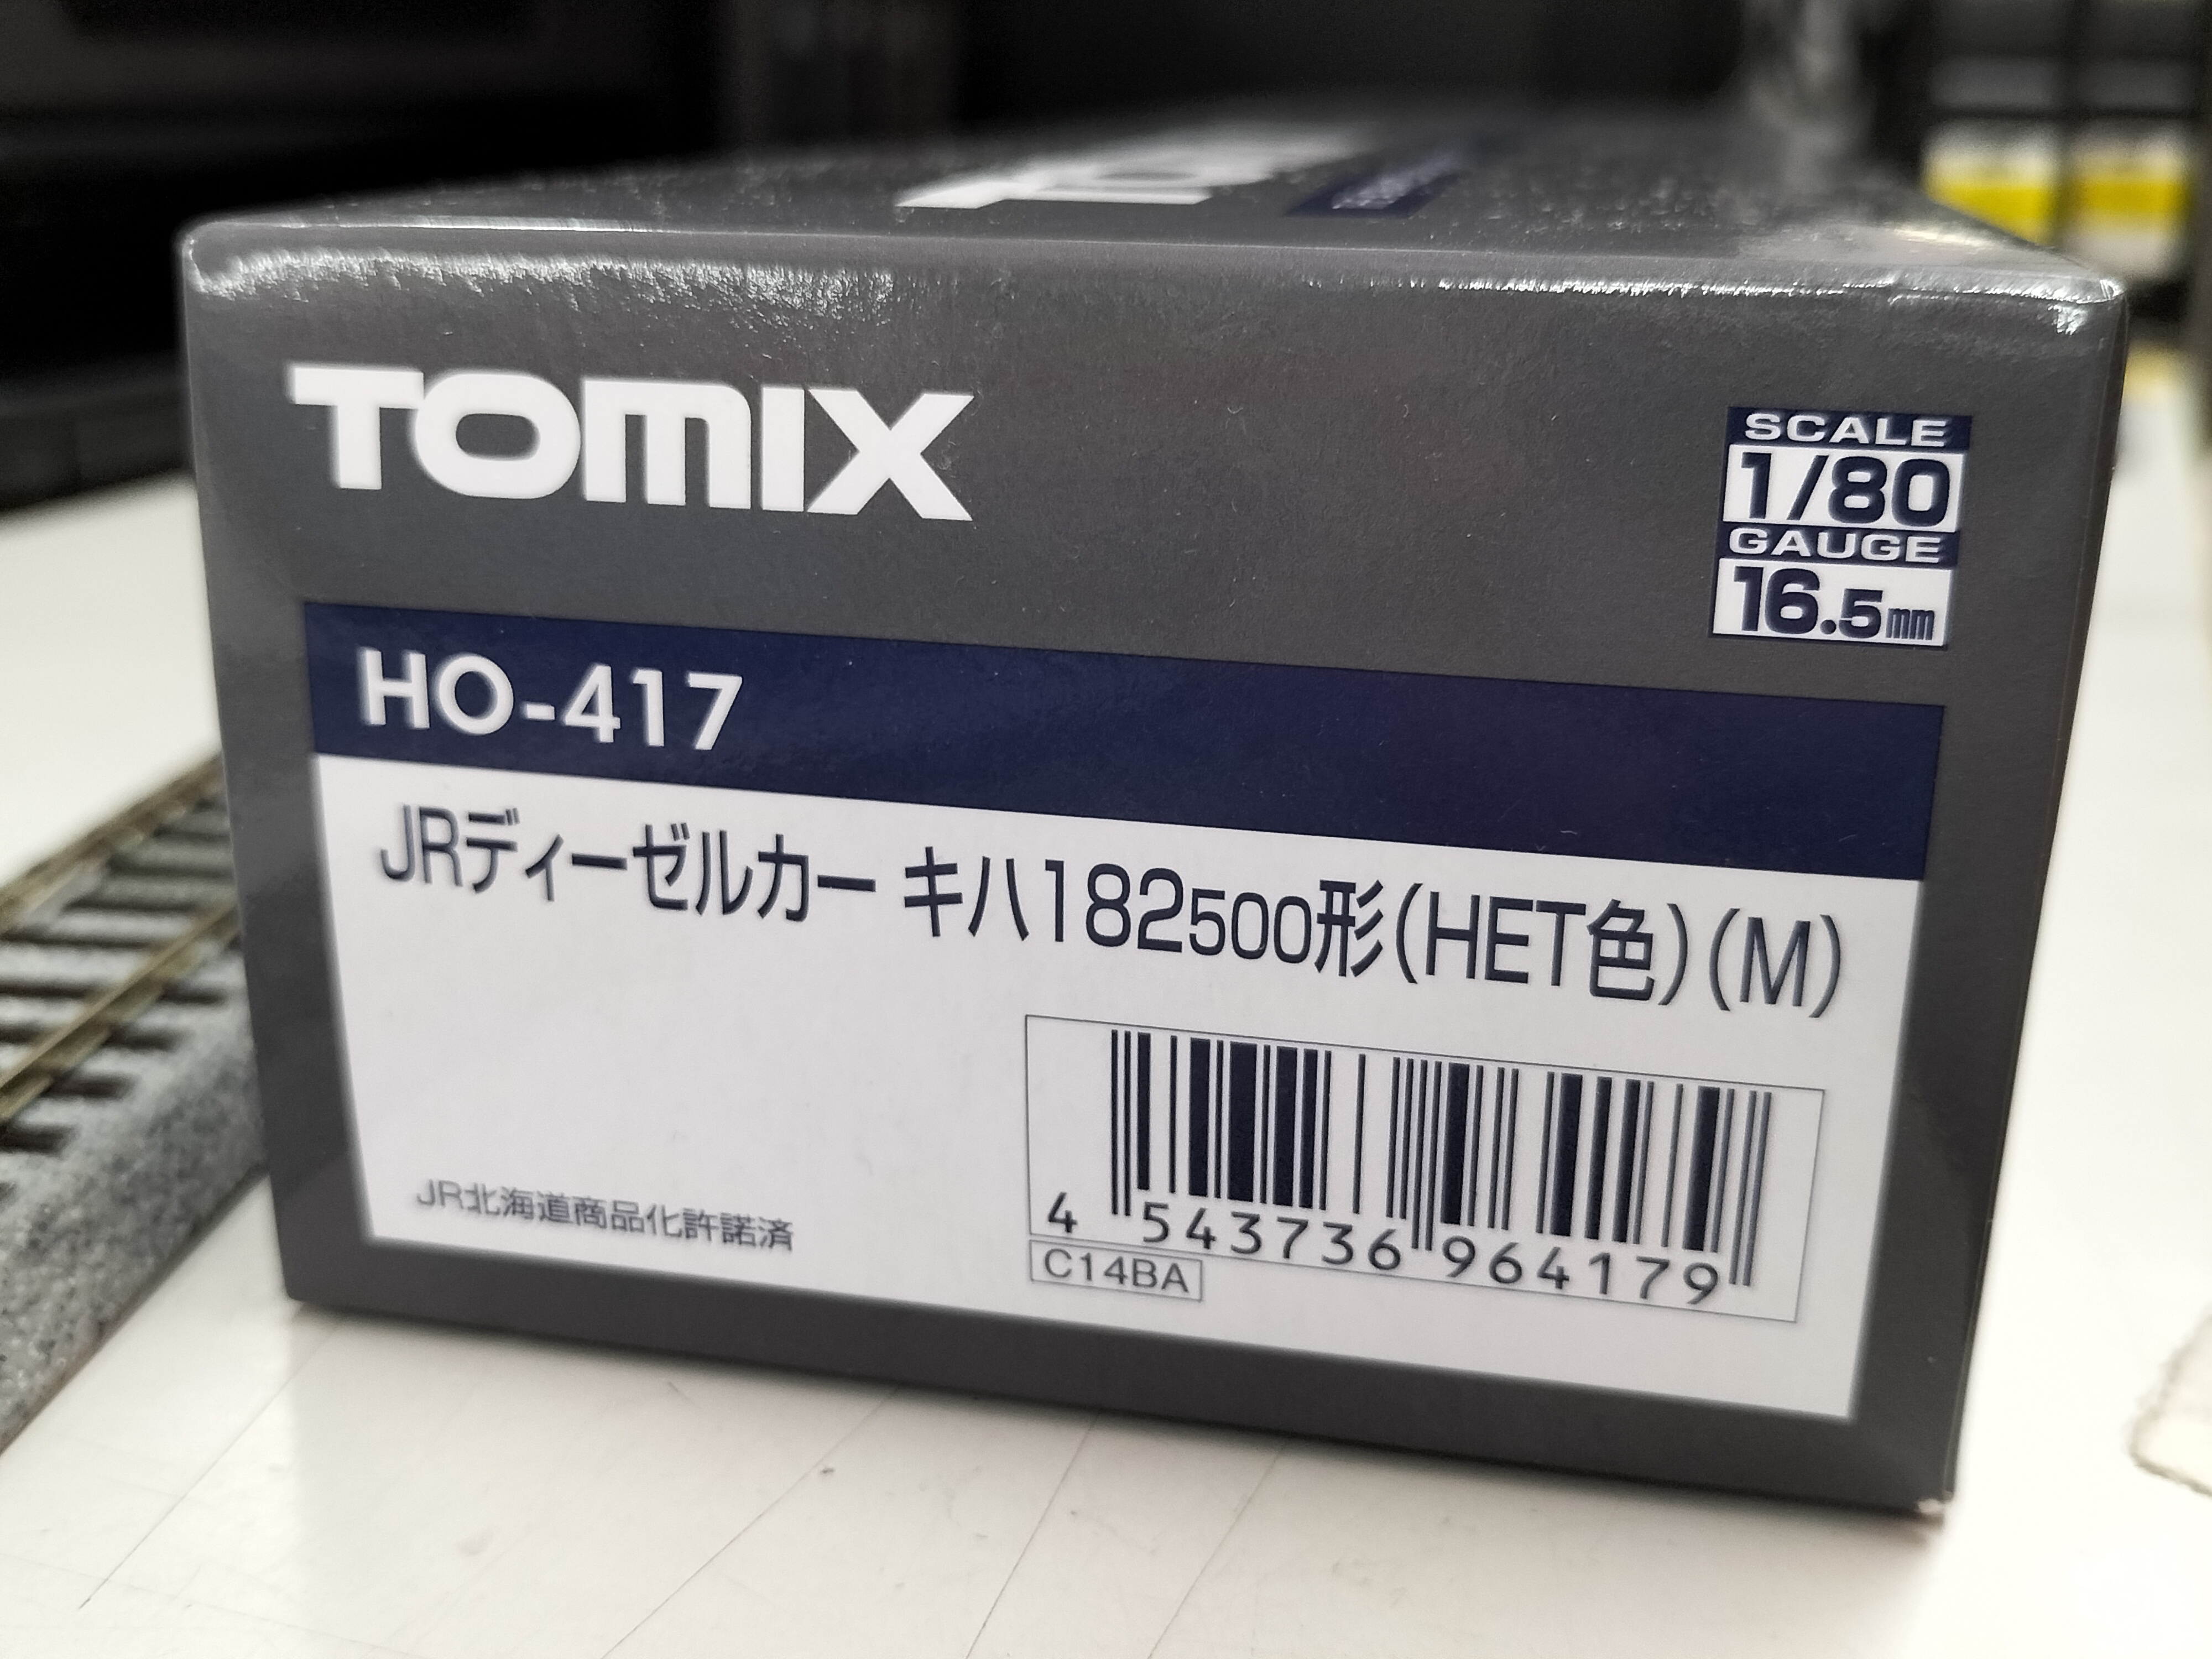 TOMIX
SCALE
1/80
GAUGE
16.5mm
HO-417
JRディーゼルカー キハ182500形(HET色)(M)
4 543736 964179
C14BA
JR北海道商品化許諾済